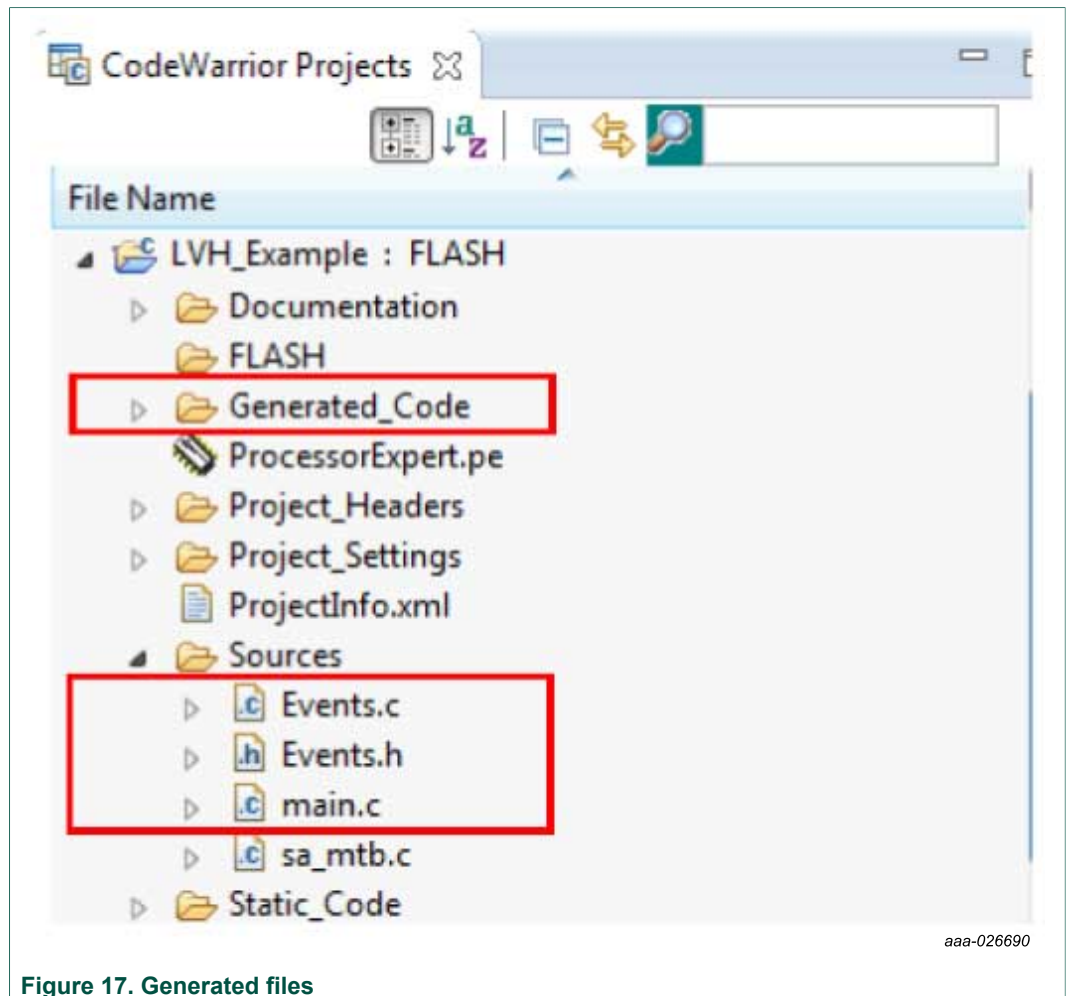 CodeWarrior Projects
a
z
File Name
LVH_Example : FLASH
Documentation
FLASH
Generated_Code
ProcessorExpert.pe
Project_Headers
Project_Settings
ProjectInfo.xml
Sources
.c Events.c
.h Events.h
.c main.c
.c sa_mtb.c
Static_Code
aaa-026690
Figure 17. Generated files